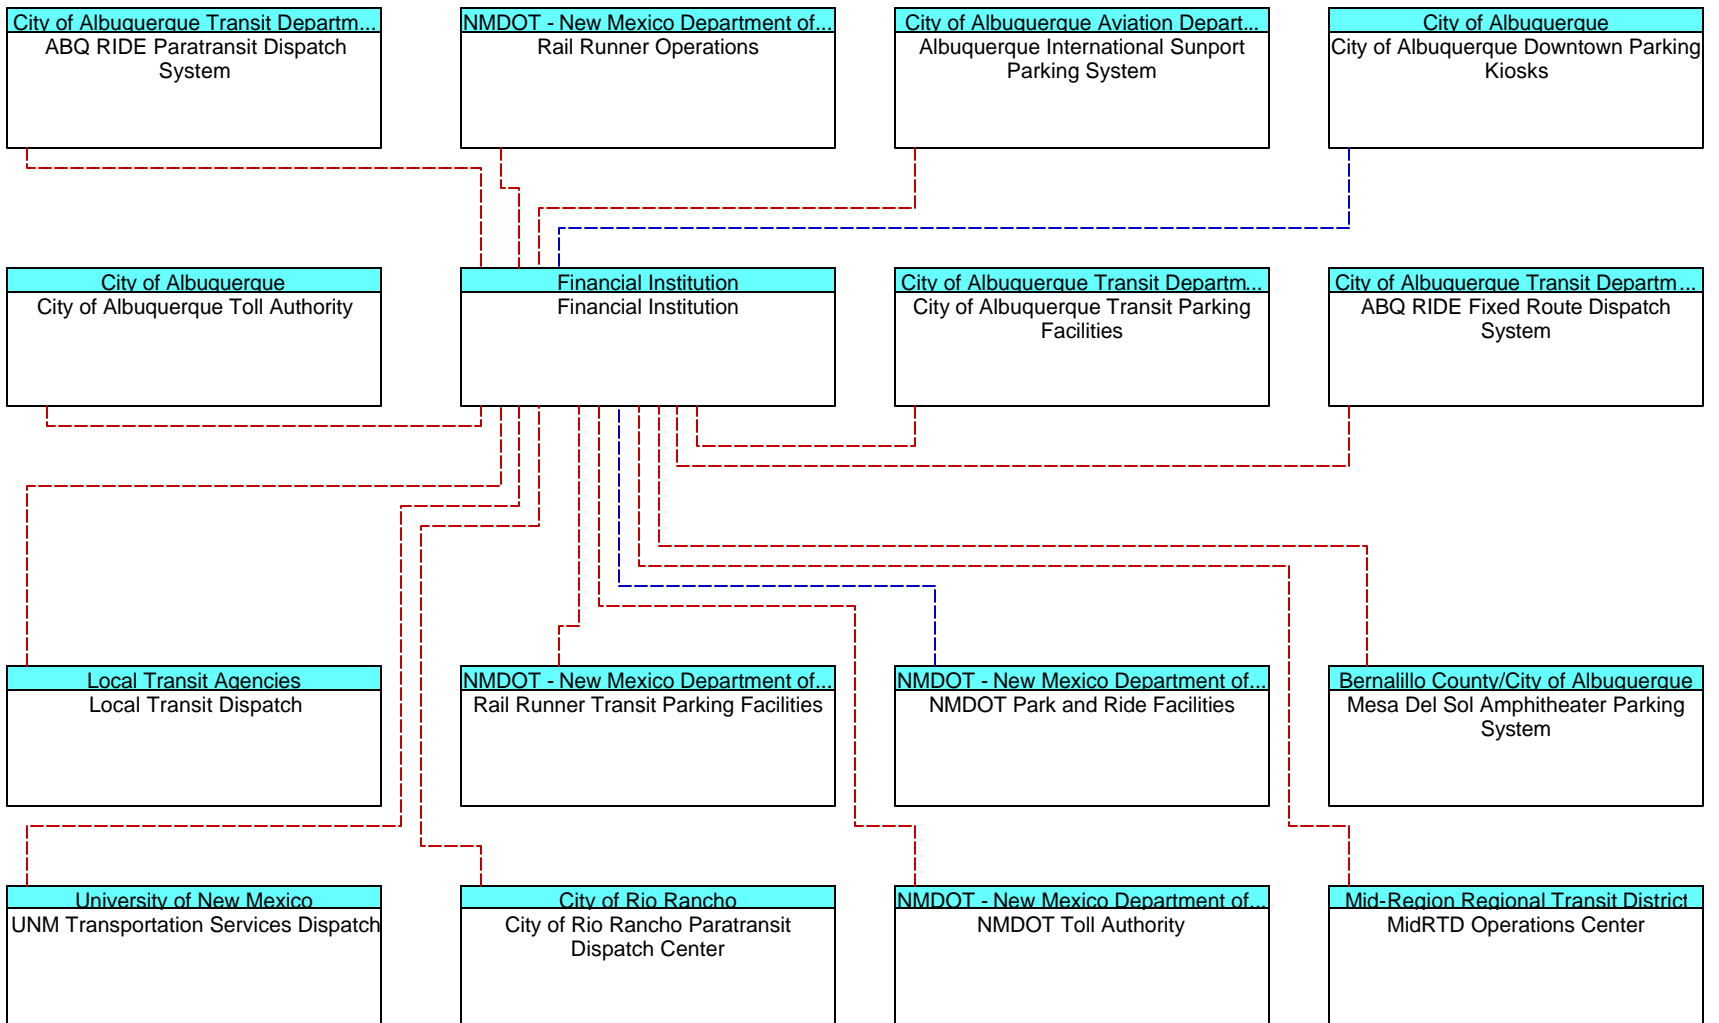 City of Albuquerque Transit Departm...
ABQ RIDE Paratransit Dispatch
System
NMDOT - New Mexico Department of...
Rail Runner Operations
City of Albuquerque Aviation Depart...
Albuquerque International Sunport
Parking System
City of Albuquerque
City of Albuquerque Downtown Parking
Kiosks
City of Albuquerque
City of Albuquerque Toll Authority
Financial Institution
Financial Institution
City of Albuquerque Transit Departm...
City of Albuquerque Transit Parking
Facilities
City of Albuquerque Transit Departm...
ABQ RIDE Fixed Route Dispatch
System
Local Transit Agencies
Local Transit Dispatch
NMDOT - New Mexico Department of...
Rail Runner Transit Parking Facilities
NMDOT - New Mexico Department of...
NMDOT Park and Ride Facilities
Bernalillo County/City of Albuquerque
Mesa Del Sol Amphitheater Parking
System
University of New Mexico
UNM Transportation Services Dispatch
City of Rio Rancho
City of Rio Rancho Paratransit
Dispatch Center
NMDOT - New Mexico Department of...
NMDOT Toll Authority
Mid-Region Regional Transit District
MidRTD Operations Center